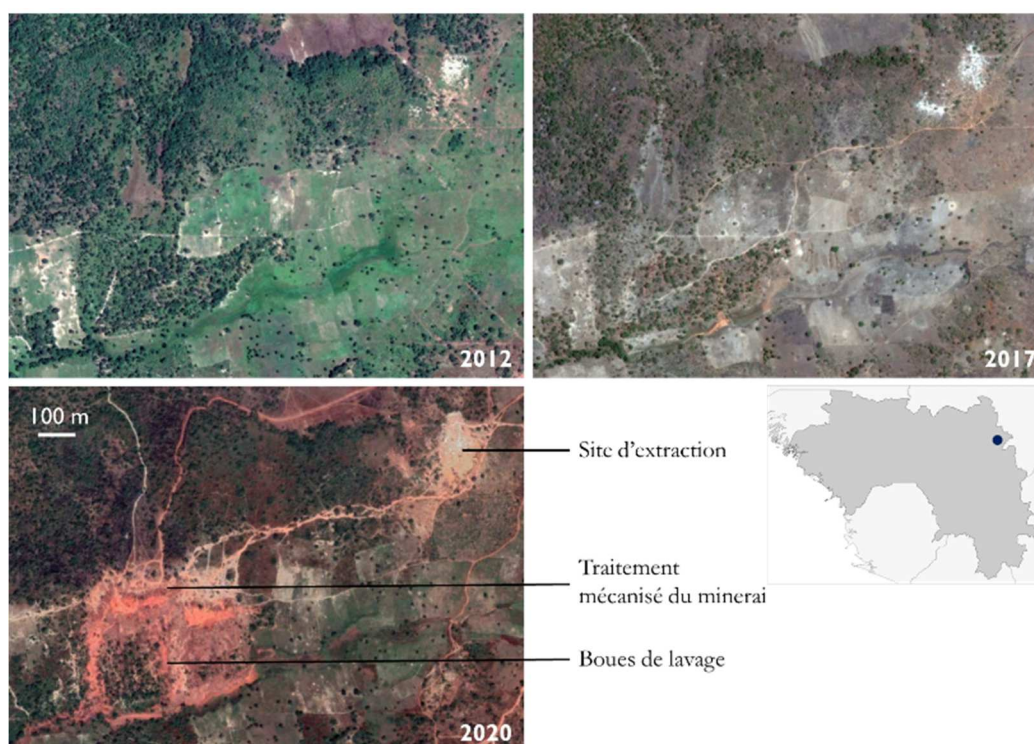 2012
2017
100 m
Site d'extraction
Traitement
mécanisé du minerai
Boues de lavage
2020